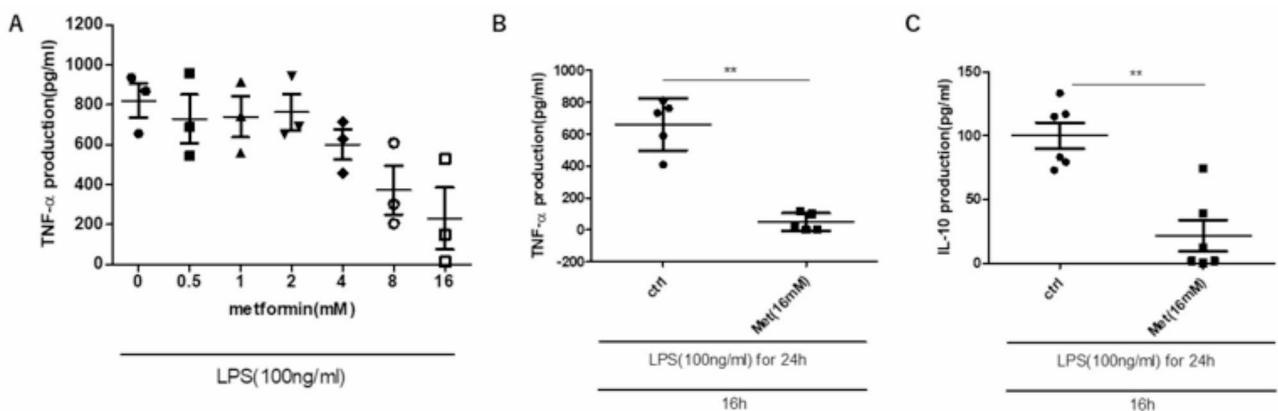 A
TNF-α production(pg/ml)
1200
1000
800
600
400
200
0
0 0.5 1 2 4 8 16
metformin(mM)
LPS(100ng/ml)
B
TNF-α production(pg/ml)
1000
800
600
400
200
0
-200
**
ctrl
Met(16mM)
LPS(100ng/ml) for 24h
16h
C
IL-10 production(pg/ml)
150
100
50
0
**
ctrl
Met(16mM)
LPS(100ng/ml) for 24h
16h